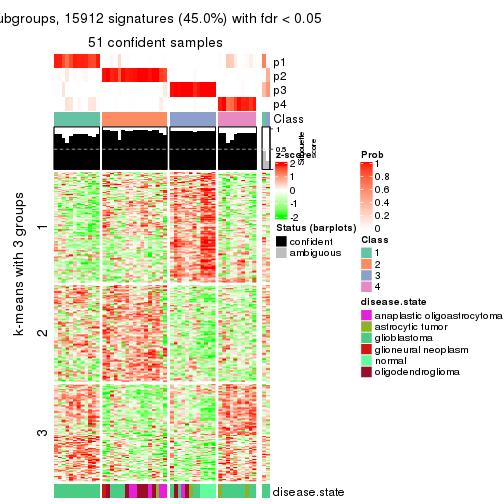 ubgroups, 15912 signatures (45.0%) with fdr < 0.05
51 confident samples
p1
p2
p3
p4
Class
1
0.5
Silhouette
score
z-score
2
1
0
-1
-2
Status (barplots)
confident
ambiguous
Prob
1
0.8
0.6
0.4
0.2
0
Class
1
2
3
4
disease.state
anaplastic oligoastrocytoma
astrocytic tumor
glioblastoma
glioneural neoplasm
normal
oligodendroglioma
k-means with 3 groups
1
2
3
disease.state